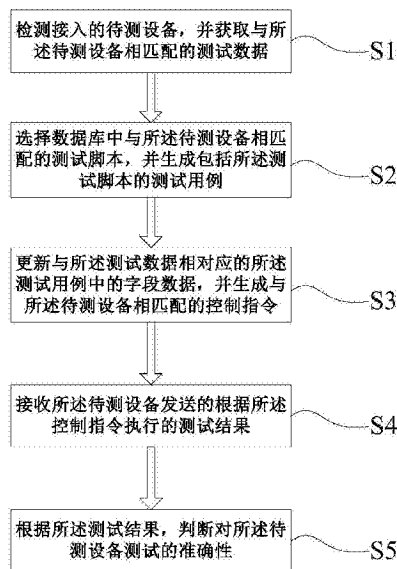 检测接入的待测设备，并获取与所
述待测设备相匹配的测试数据
S1
选择数据库中与所述待测设备相匹
配的测试脚本，并生成包括所述测
试脚本的测试用例
S2
更新与所述测试数据相对应的所述
测试用例中的字段数据，并生成与
所述待测设备相匹配的控制指令
S3
接收所述待测设备发送的根据所述
控制指令执行的测试结果
S4
根据所述测试结果，判断对所述待
测设备测试的准确性
S5